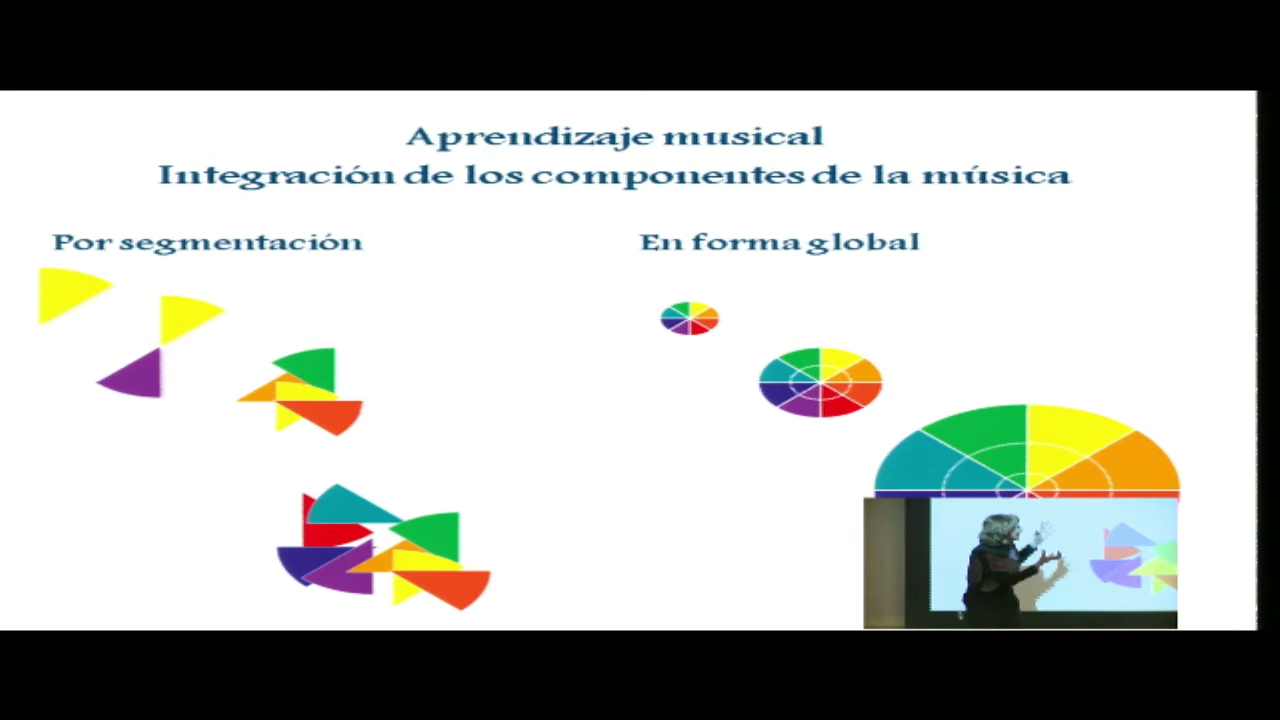 Aprendizaje musical
Integración de los componentes de la música
Por segmentación
En forma global